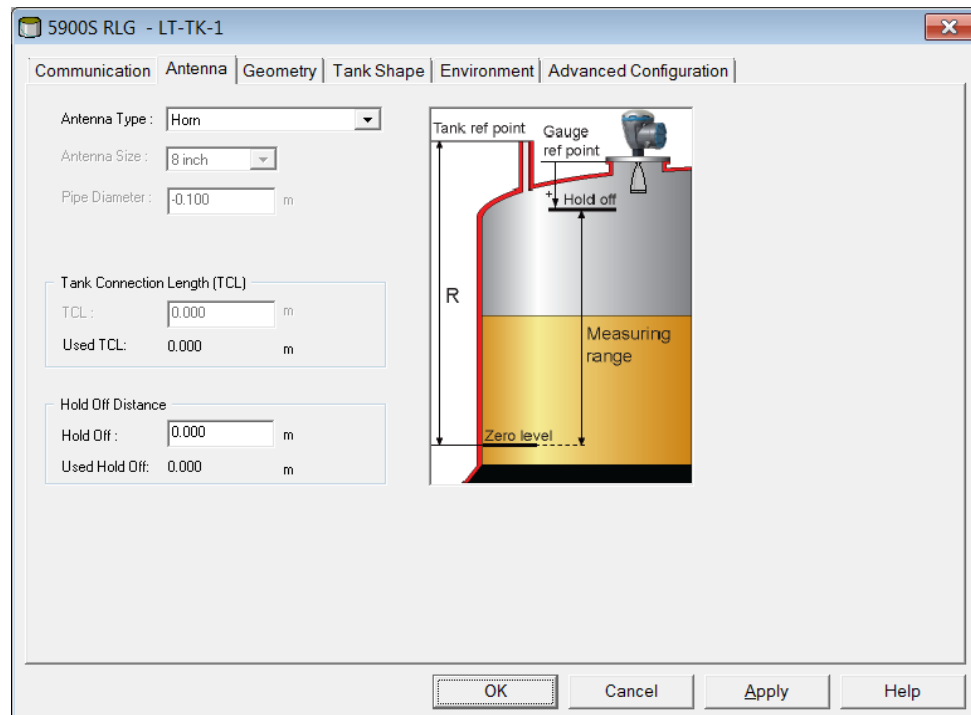 5900S RLG - LT-TK-1
Communication Antenna Geometry Tank Shape Environment Advanced Configuration
Antenna Type : Horn
Antenna Size : 8 inch
Pipe Diameter : -0.100 m
Tank Connection Length (TCL)
TCL : 0.000 m
Used TCL: 0.000 m
Hold Off Distance
Hold Off : 0.000 m
Used Hold Off: 0.000 m
Tank ref point
Gauge
ref point
+
Hold off
R
Measuring
range
Zero level
OK Cancel Apply Help